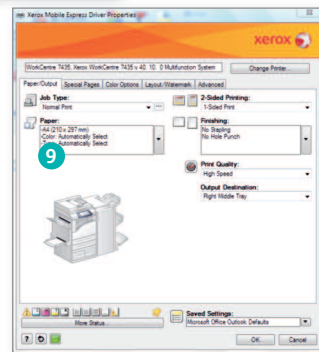 Xerox Mobile Express Driver Properties
xerox
WorkCentre 7435, Xerox WorkCentre 7435 v 40. 10. 0 Multifunction System
Change Printer...
Paper/Output Special Pages Color Options Layout/Watermark Advanced
Job Type:
Normal Print
2-Sided Printing:
1-Sided Print
Paper:
-A4 (210 x 297 mm)
-Color: Automatically Select
Automatically Select
9
Finishing:
No Stapling
No Hole Punch
Print Quality:
High Speed
Output Destination:
Right Middle Tray
More Status...
Saved Settings:
Microsoft Office Outlook Defaults
OK
Cancel